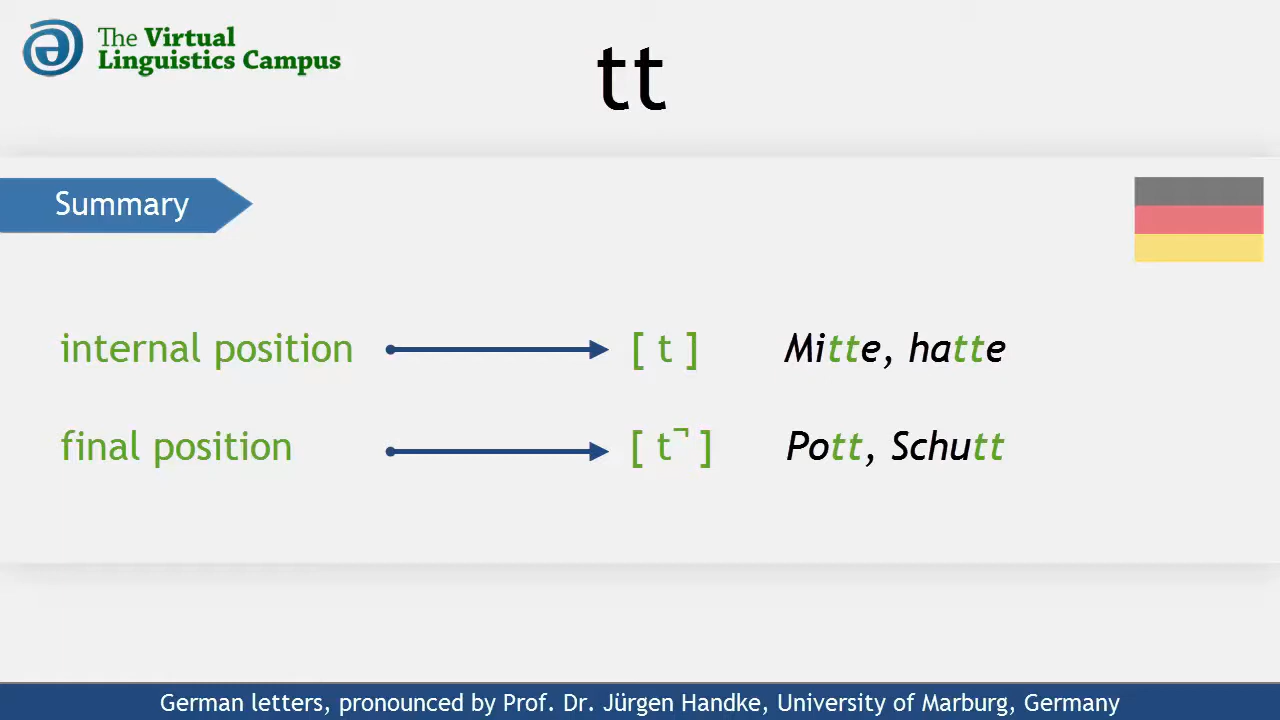 The Virtual
Linguistics Campus
tt
Summary
internal position [ t ] Mitte, hatte
final position [ t̚ ] Pott, Schutt
German letters, pronounced by Prof. Dr. Jürgen Handke, University of Marburg, Germany